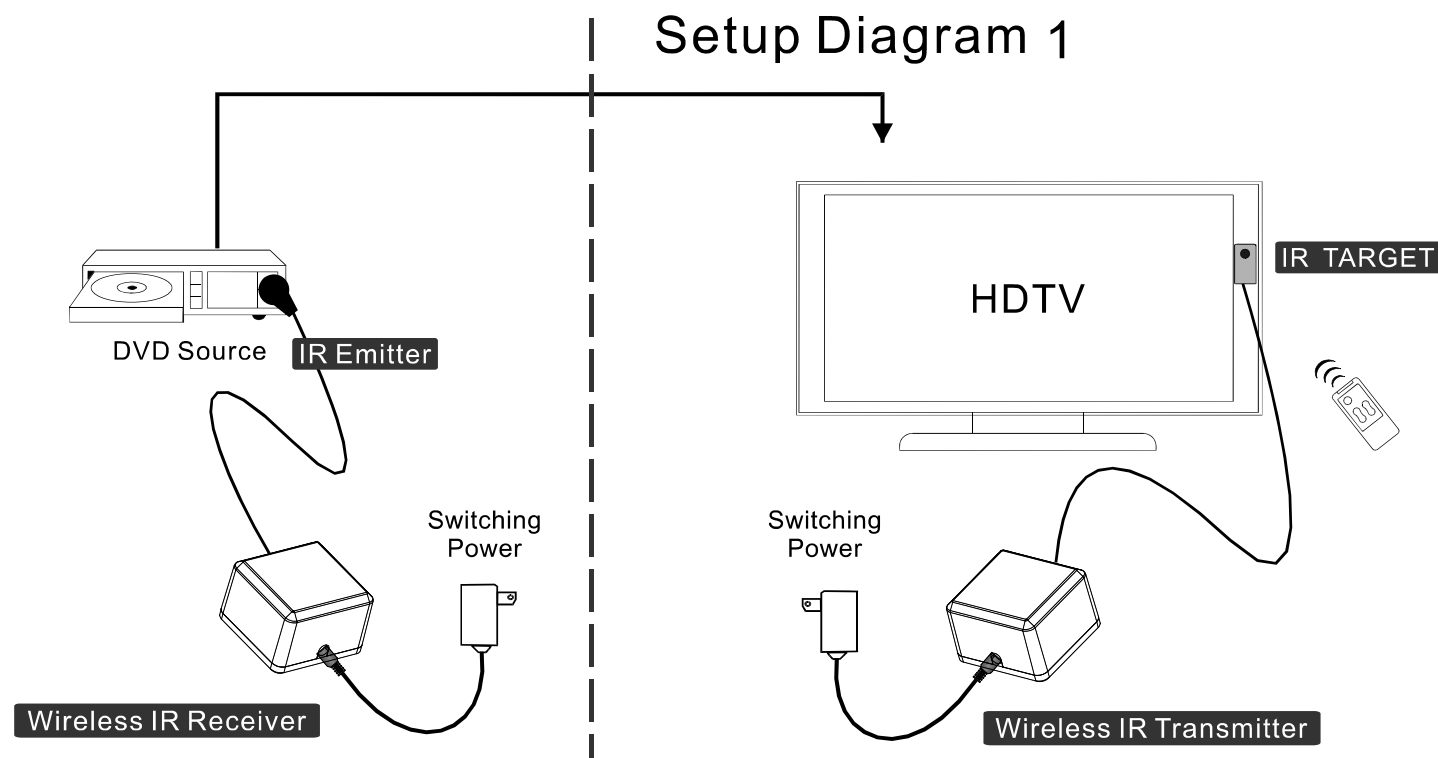 Setup Diagram 1
IR TARGET
HDTV
DVD Source
IR Emitter
Switching
Power
Switching
Power
Wireless IR Receiver
Wireless IR Transmitter